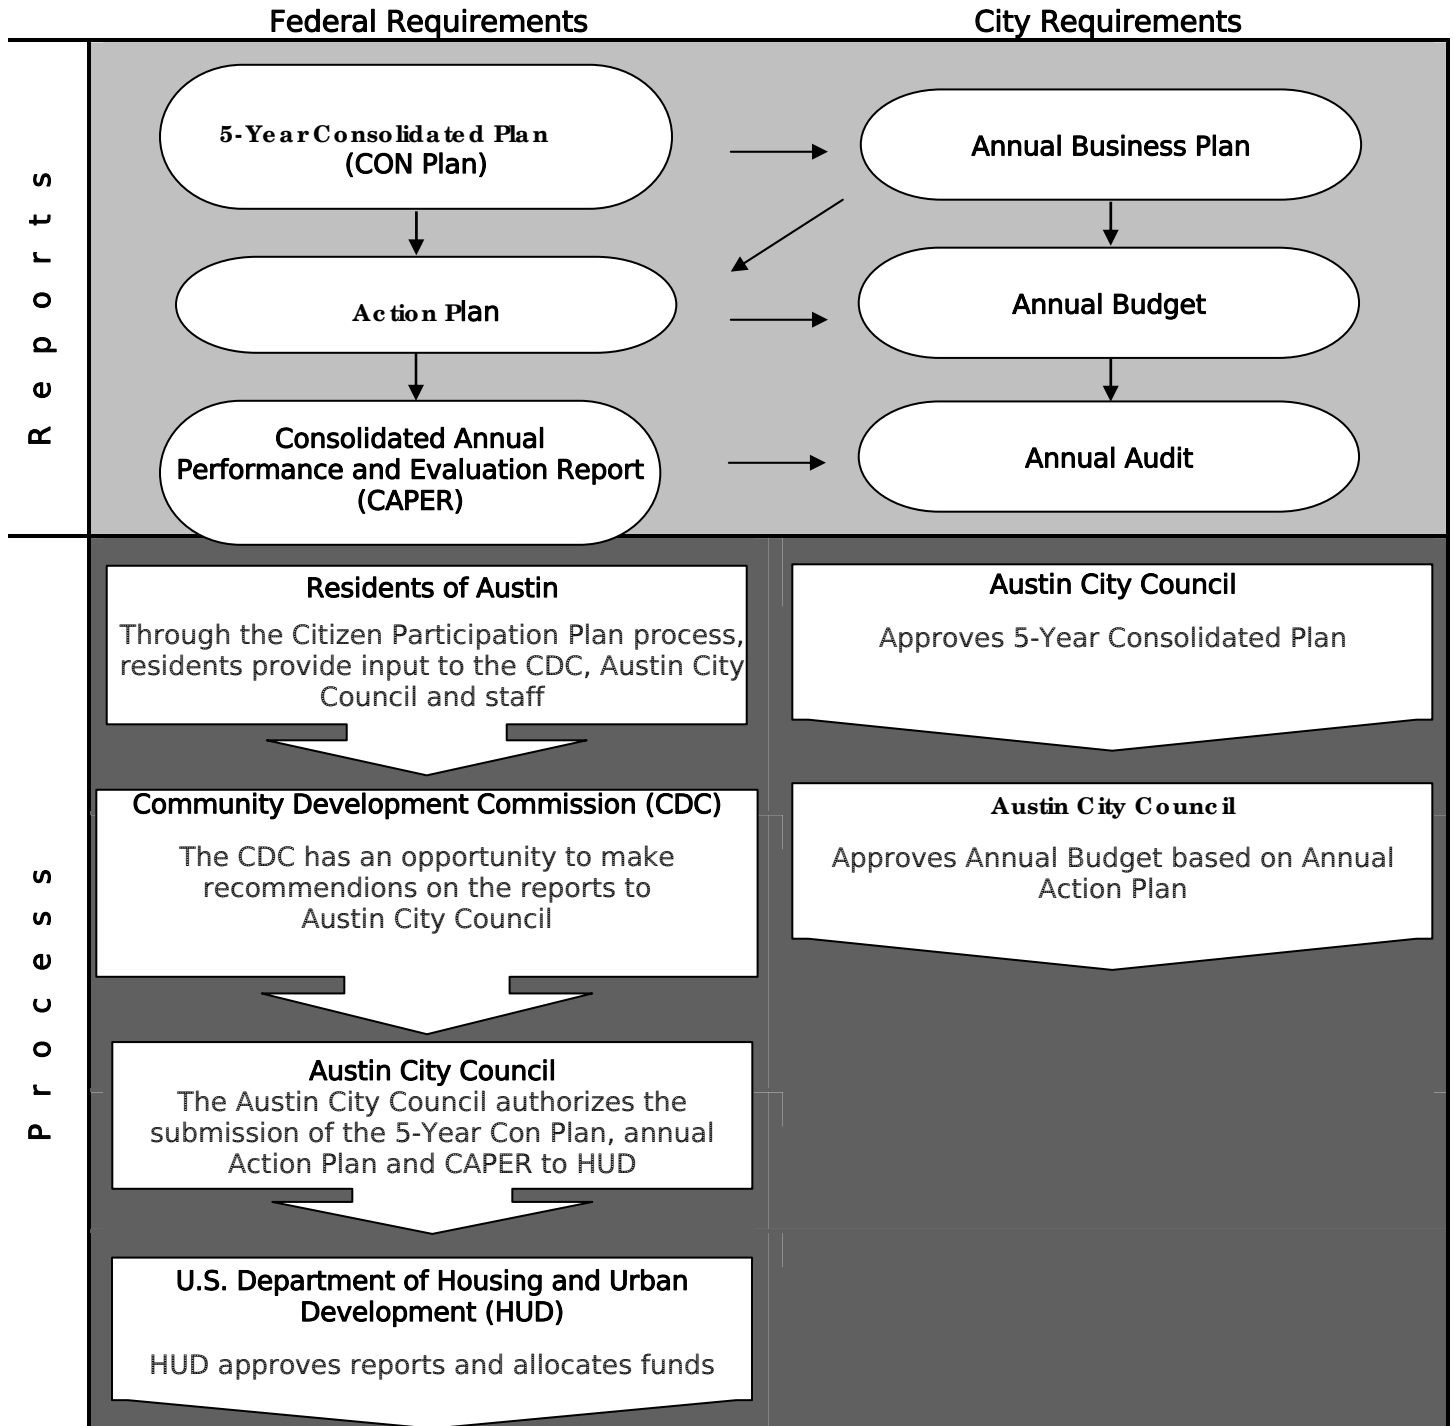 Federal Requirements
City Requirements
Reports
5-Year Consolidated Plan
(CON Plan)
Annual Business Plan
Action Plan
Annual Budget
Consolidated Annual
Performance and Evaluation Report
(CAPER)
Annual Audit
Process
Residents of Austin
Through the Citizen Participation Plan process,
residents provide input to the CDC, Austin City
Council and staff
Community Development Commission (CDC)
The CDC has an opportunity to make
recommendions on the reports to
Austin City Council
Austin City Council
The Austin City Council authorizes the
submission of the 5-Year Con Plan, annual
Action Plan and CAPER to HUD
U.S. Department of Housing and Urban
Development (HUD)
HUD approves reports and allocates funds
Austin City Council
Approves 5-Year Consolidated Plan
Austin City Council
Approves Annual Budget based on Annual
Action Plan